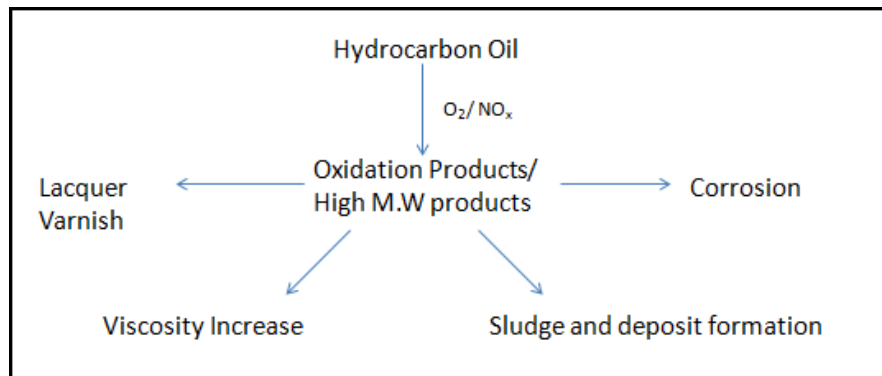 Hydrocarbon Oil
O₂/ NOₓ
Oxidation Products/
High M.W products
Lacquer
Varnish
Corrosion
Viscosity Increase
Sludge and deposit formation